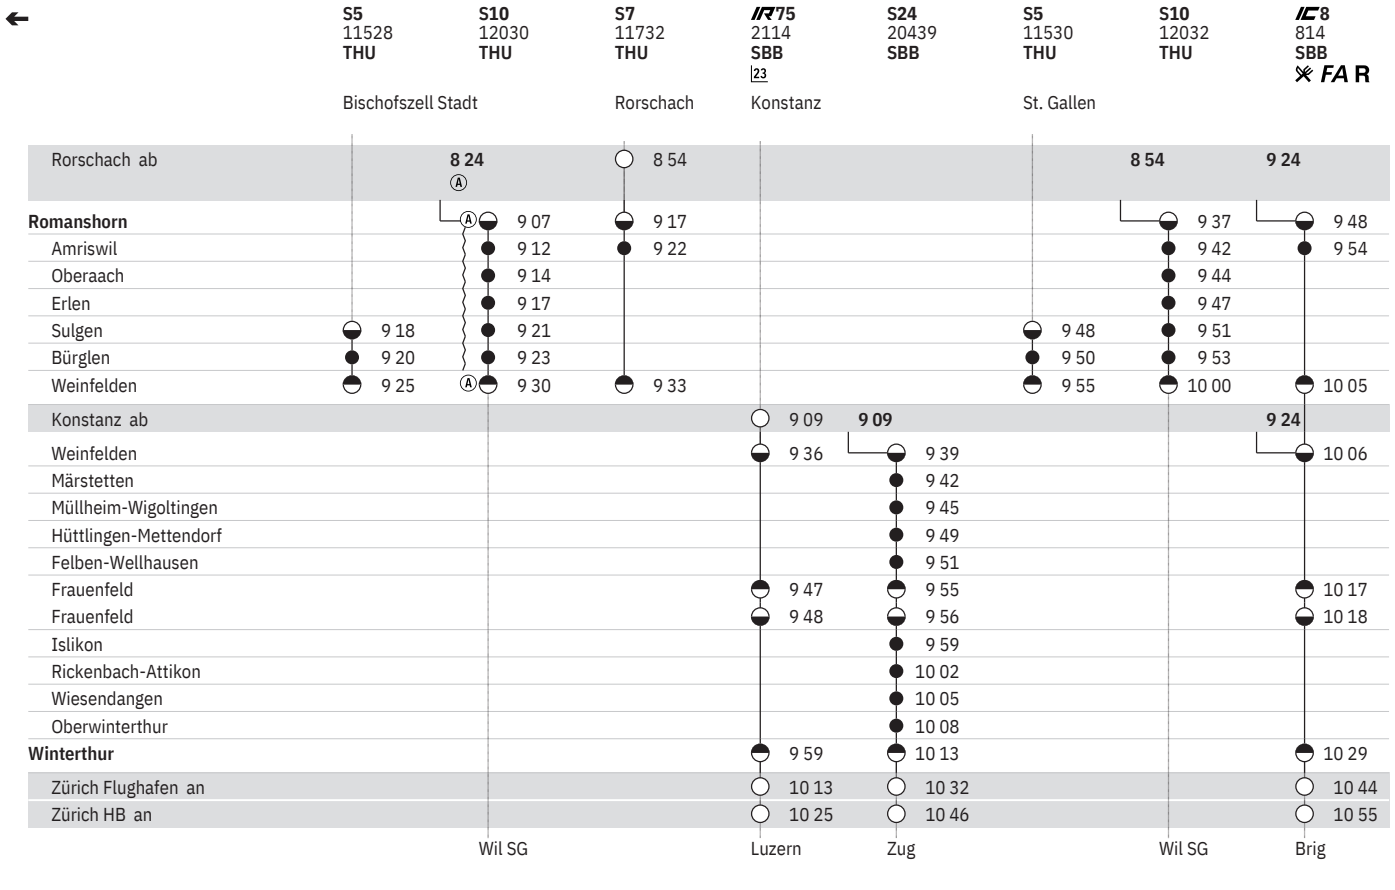 S5 S10 S7 IR75 S24 S5 S10 IC8
11528 12030 11732 2114 20439 11530 12032 814
THU THU THU SBB SBB THU THU SBB
23 FA R
Bischofszell Stadt Rorschach Konstanz St. Gallen
Rorschach ab 8 24 8 54 8 54 9 24
A
Romanshorn A 9 07 9 17 9 37 9 48
Amriswil 9 12 9 22 9 42 9 54
Oberaach 9 14 9 44
Erlen 9 17 9 47
Sulgen 9 18 9 21 9 48 9 51
Bürglen 9 20 9 23 9 50 9 53
Weinfelden 9 25 A 9 30 9 33 9 55 10 00 10 05
Konstanz ab 9 09 9 09 9 24
Weinfelden 9 36 9 39 10 06
Märstetten 9 42
Müllheim-Wigoltingen 9 45
Hüttlingen-Mettendorf 9 49
Felben-Wellhausen 9 51
Frauenfeld 9 47 9 55 10 17
Frauenfeld 9 48 9 56 10 18
Islikon 9 59
Rickenbach-Attikon 10 02
Wiesendangen 10 05
Oberwinterthur 10 08
Winterthur 9 59 10 13 10 29
Zürich Flughafen an 10 13 10 32 10 44
Zürich HB an 10 25 10 46 10 55
Wil SG Luzern Zug Wil SG Brig